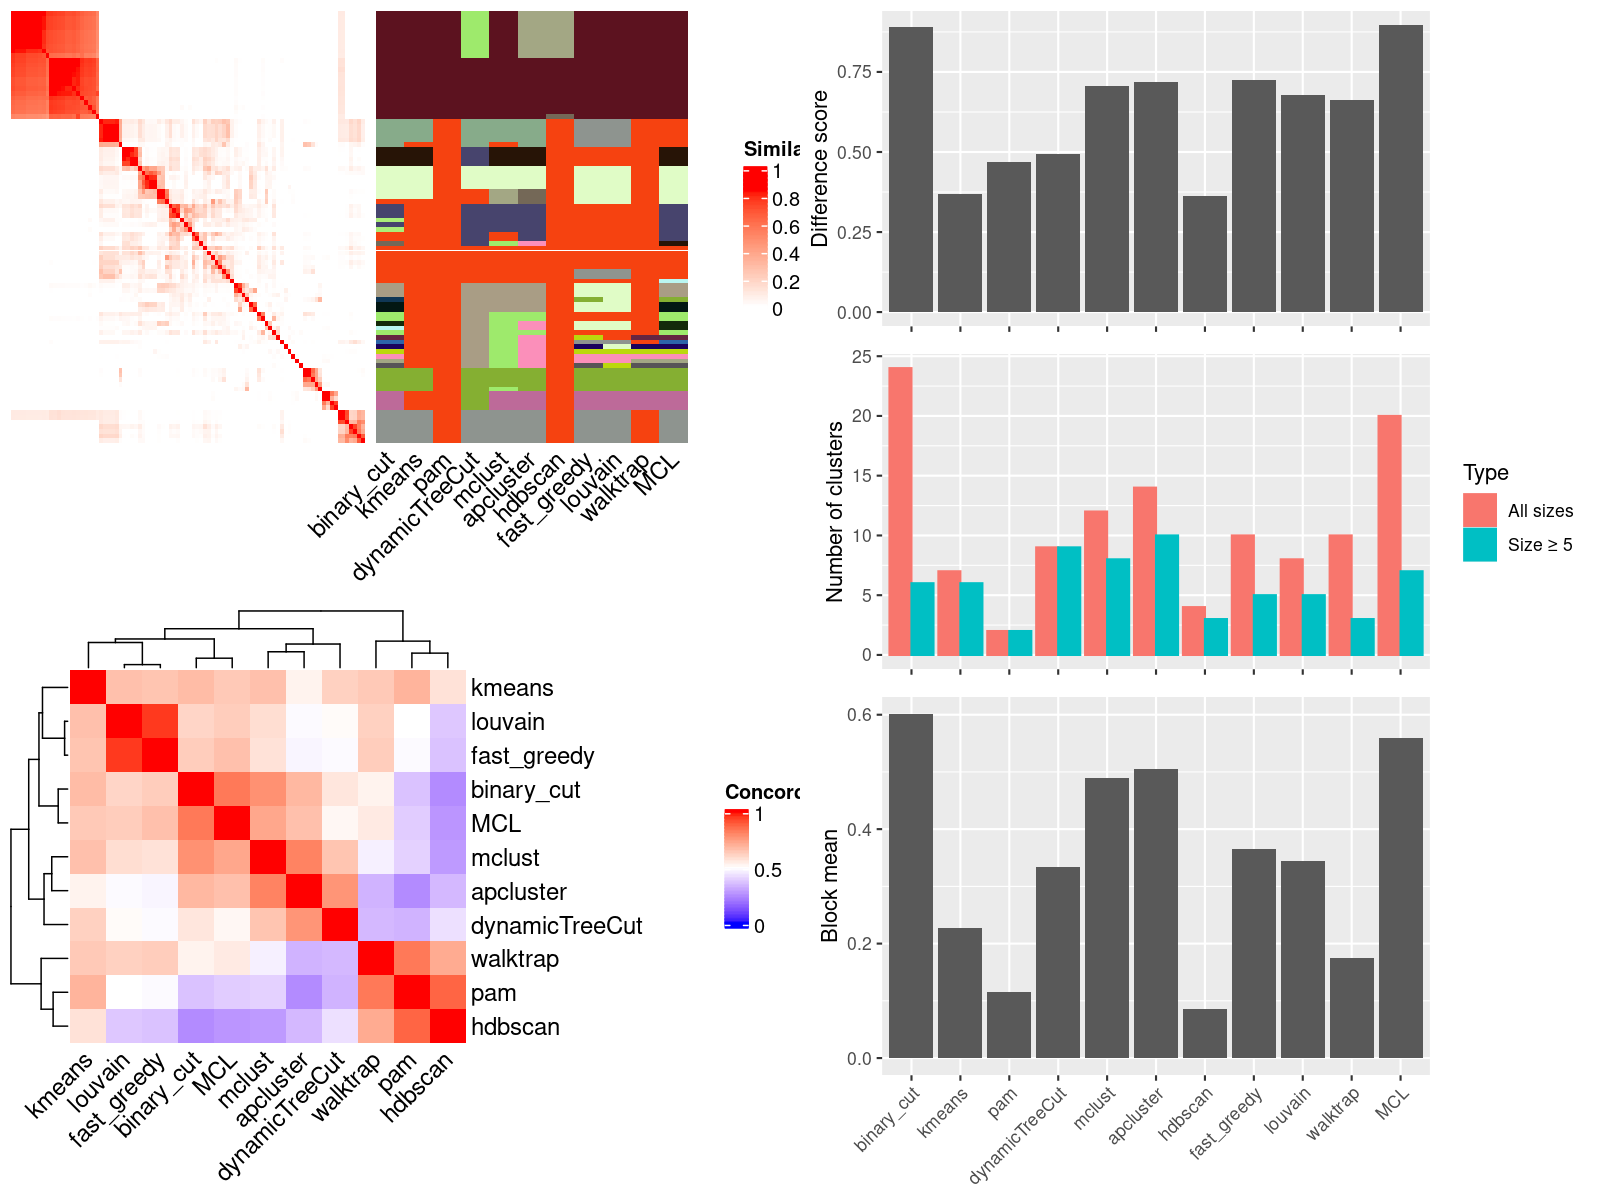 Simila
1
0.8
0.6
0.4
0.2
0
binary_cut
kmeans
pam
dynamicTreeCut
mclust
apcluster
hdbscan
fast_greedy
louvain
walktrap
MCL
Difference score
0.75
0.50
0.25
0.00
Number of clusters
25
20
15
10
5
0
Type
All sizes
Size ≥ 5
kmeans
louvain
fast_greedy
binary_cut
MCL
mclust
apcluster
dynamicTreeCut
walktrap
pam
hdbscan
kmeans
louvain
fast_greedy
binary_cut
MCL
mclust
apcluster
dynamicTreeCut
walktrap
pam
hdbscan
Concord
1
0.5
0
Block mean
0.6
0.4
0.2
0.0
binary_cut
kmeans
pam
dynamicTreeCut
mclust
apcluster
hdbscan
fast_greedy
louvain
walktrap
MCL